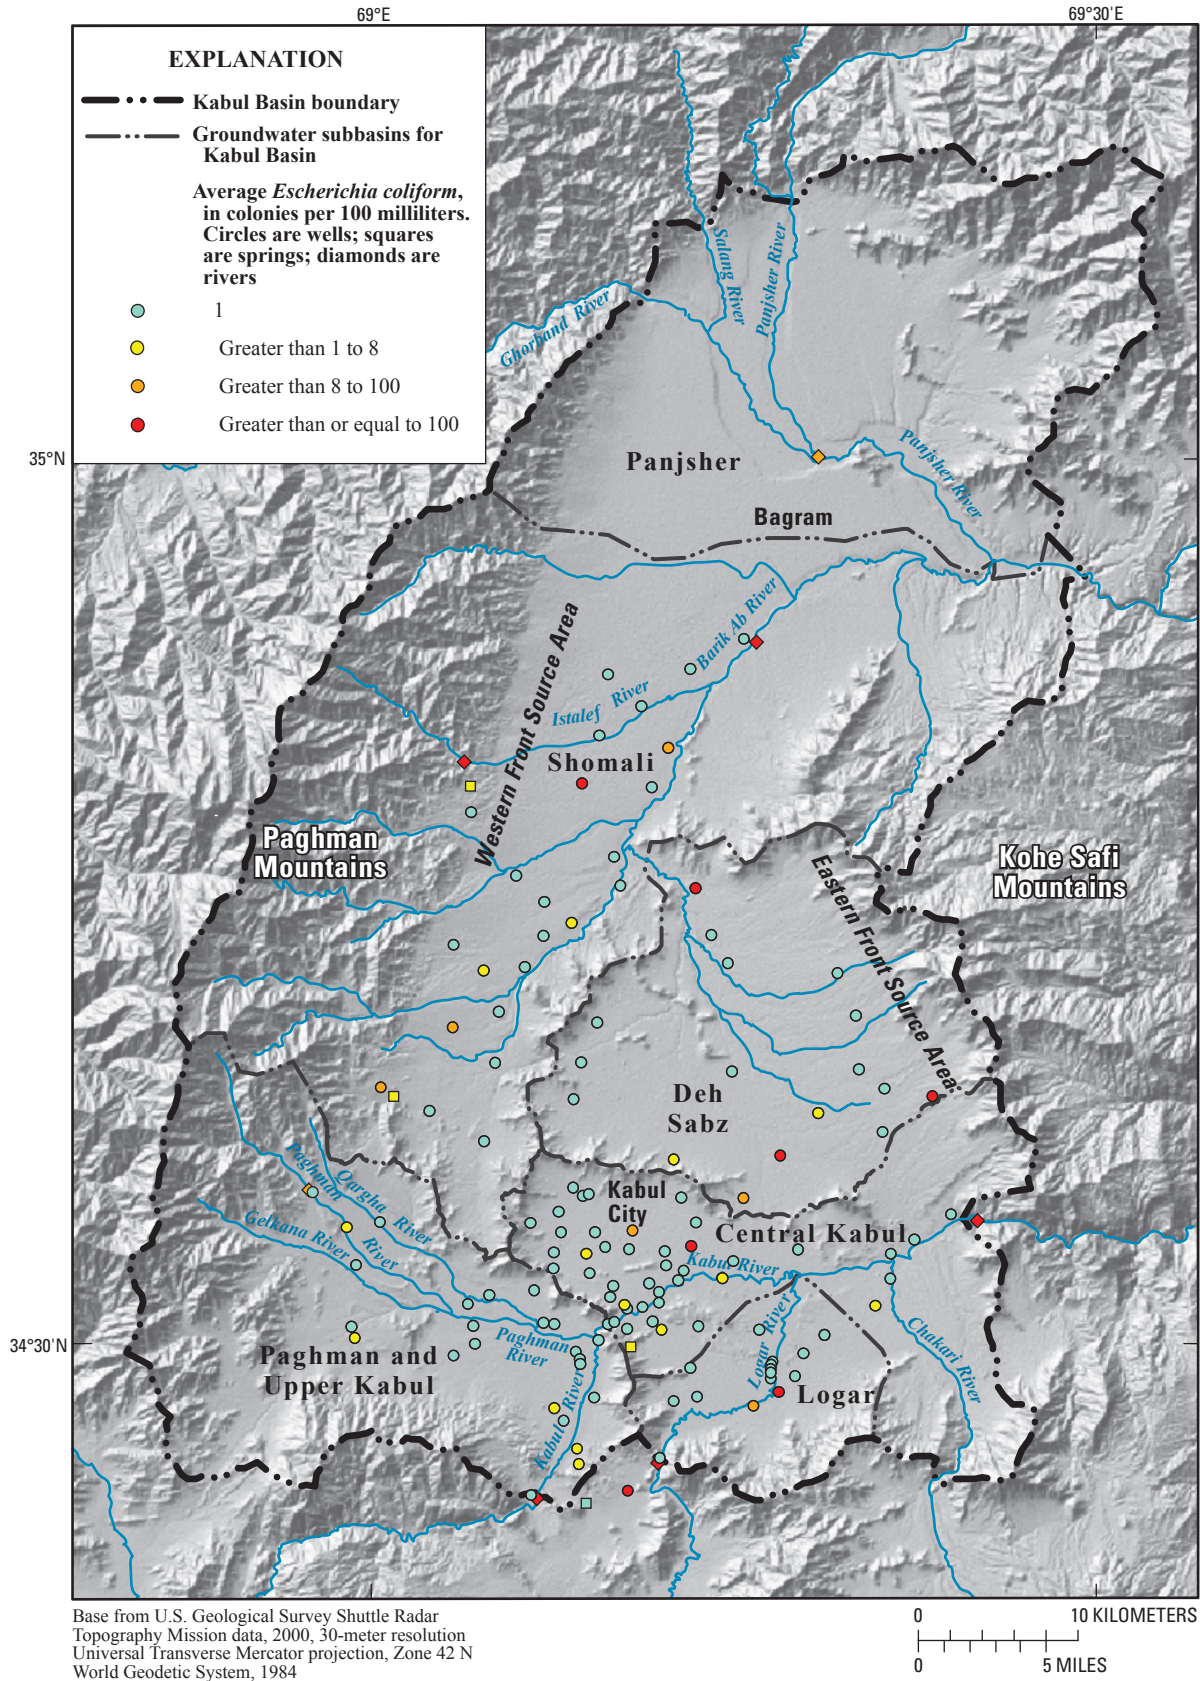 69°E
69°30'E
EXPLANATION
Kabul Basin boundary
Groundwater subbasins for
Kabul Basin
Average Escherichia coliform,
in colonies per 100 milliliters.
Circles are wells; squares
are springs; diamonds are
rivers
1
Greater than 1 to 8
Greater than 8 to 100
Greater than or equal to 100
Salang River
Panjsher River
Ghorband River
35°N
Panjsher
Panjsher River
Bagram
Western Front Source Area
Barik Ab River
Istalef River
Shomali
Paghman
Mountains
Kohe Safi
Mountains
Eastern Front Source Area
Deh
Sabz
Paghman River
Qargha River
Gelkana River
Kabul
City
Central Kabul
Kabul River
Logar River
Chakari River
34°30'N
Paghman
River
Paghman and
Upper Kabul
Logar
Kabul River
Base from U.S. Geological Survey Shuttle Radar
Topography Mission data, 2000, 30-meter resolution
Universal Transverse Mercator projection, Zone 42 N
World Geodetic System, 1984
0 10 KILOMETERS
0 5 MILES